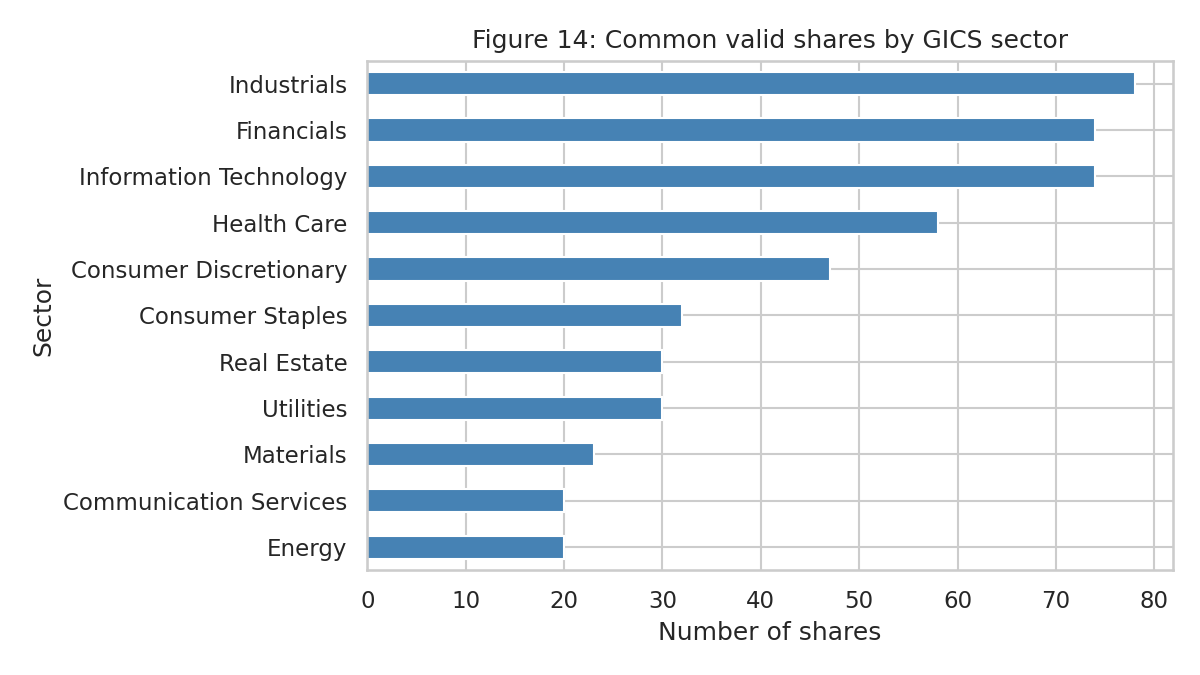 Figure 14: Common valid shares by GICS sector
Sector
Industrials
Financials
Information Technology
Health Care
Consumer Discretionary
Consumer Staples
Real Estate
Utilities
Materials
Communication Services
Energy
0 10 20 30 40 50 60 70 80
Number of shares